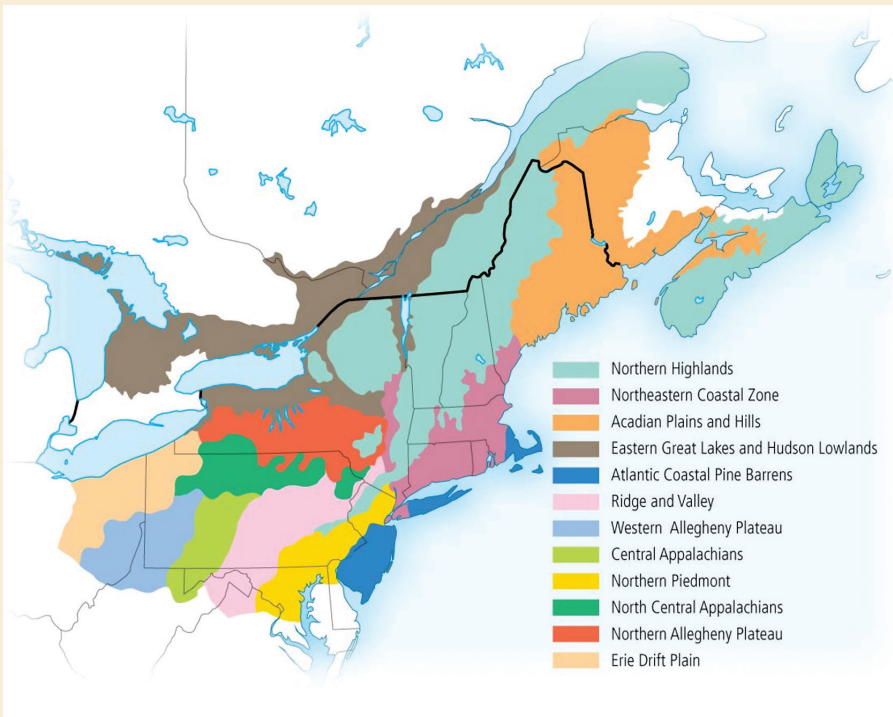 Northern Highlands
Northeastern Coastal Zone
Acadian Plains and Hills
Eastern Great Lakes and Hudson Lowlands
Atlantic Coastal Pine Barrens
Ridge and Valley
Western Allegheny Plateau
Central Appalachians
Northern Piedmont
North Central Appalachians
Northern Allegheny Plateau
Erie Drift Plain